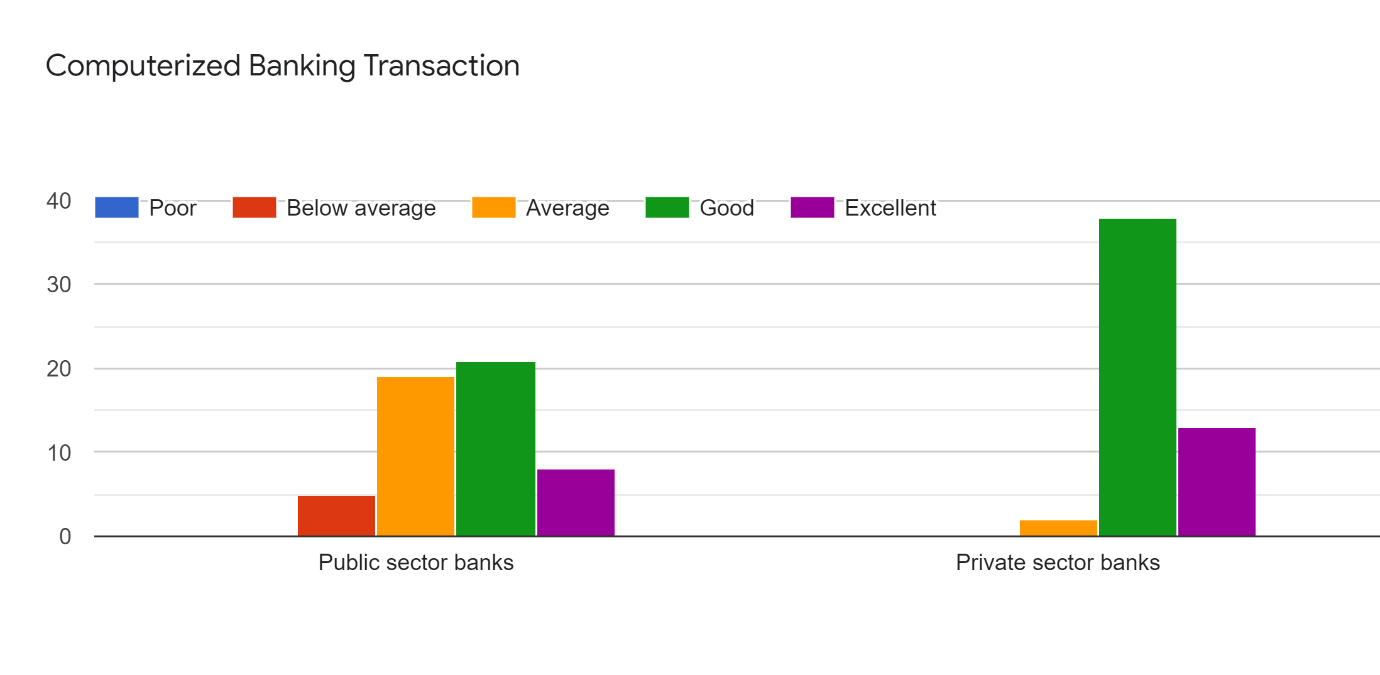 Computerized Banking Transaction
40 Poor Below average Average Good Excellent
30
20
10
0
Public sector banks Private sector banks